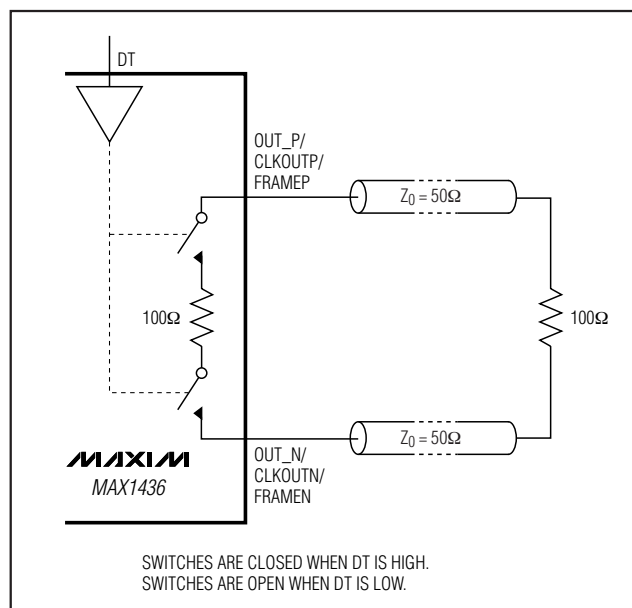 DT
OUT_P/
CLKOUTP/
FRAMEP
Z0 = 50Ω
100Ω
100Ω
Z0 = 50Ω
OUT_N/
CLKOUTN/
FRAMEN
MAXIM
MAX1436
SWITCHES ARE CLOSED WHEN DT IS HIGH.
SWITCHES ARE OPEN WHEN DT IS LOW.